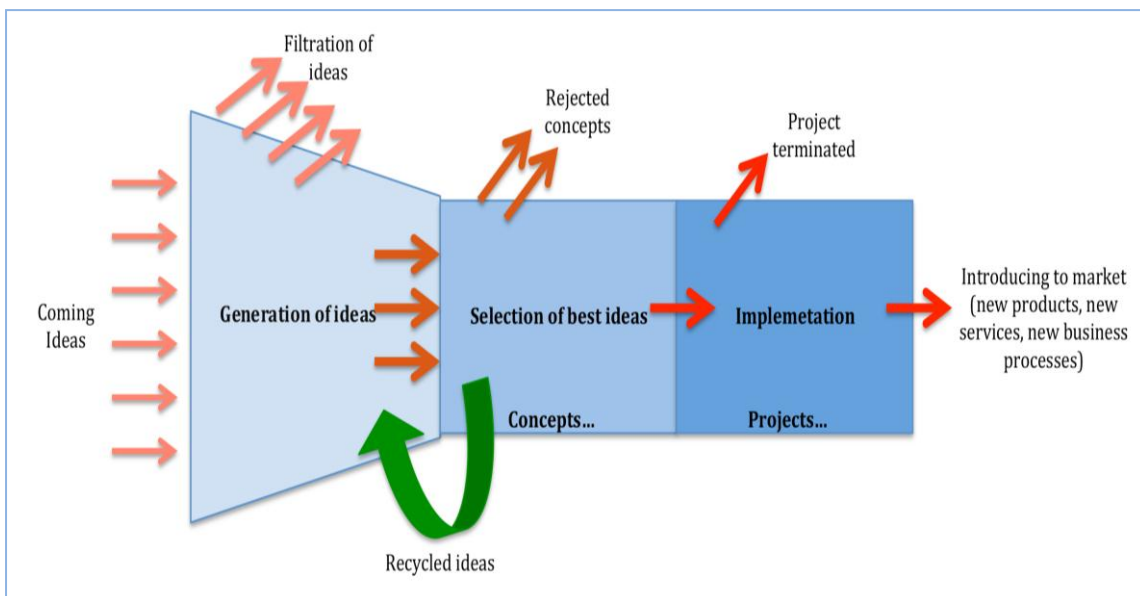 Filtration of
ideas
Rejected
concepts
Project
terminated
Coming
Ideas
Generation of ideas
Selection of best ideas
Implemetation
Introducing to market
(new products, new
services, new business
processes)
Concepts...
Projects...
Recycled ideas